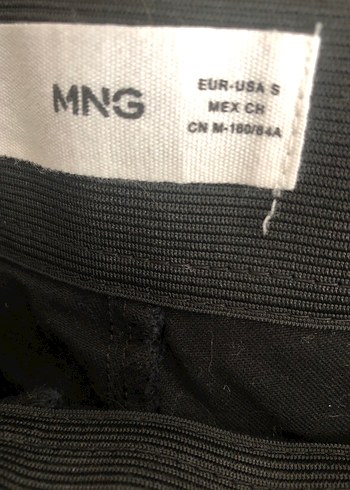 MNG
EUR-USA S
MEX CH
CN M-160/84A